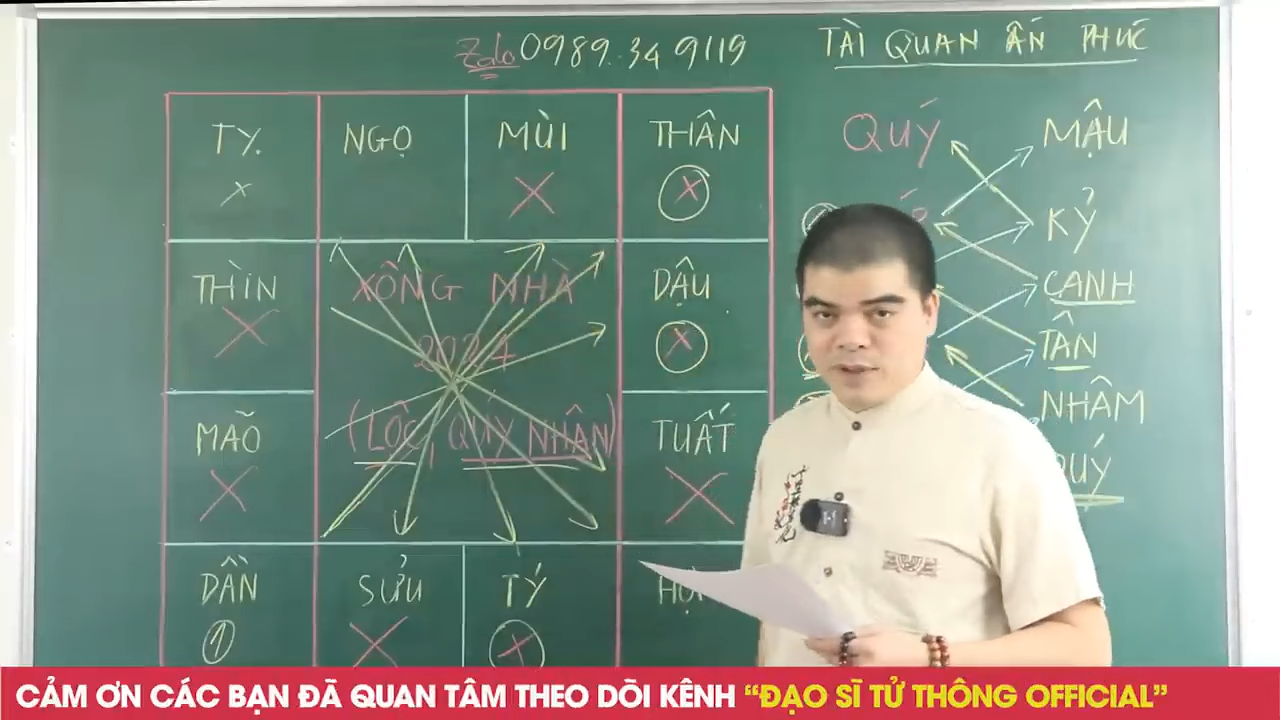 Zalo 0989.34 9119
TÀI QUAN ẤN PHÚC
TỴ. NGỌ MÙI THÂN
QUÝ MẬU
KỶ
THÌN XÔNG NHÀ DẬU
CANH
2024
TÂN
MÃO (LỘC, QUÝ NHÂN) TUẤT
NHÂM
QUÝ
DẦN SỬU TÝ HỢI
1
CẢM ƠN CÁC BẠN ĐÃ QUAN TÂM THEO DÕI KÊNH “ĐẠO SĨ TỬ THÔNG OFFICIAL”